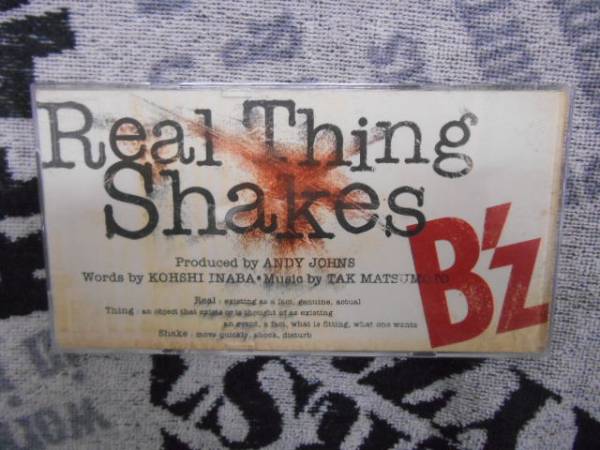 Real Thing
Shakes
B'z
Produced by ANDY JOHNS
Words by KOHSHI INABA • Music by TAK MATSUMOTO
Real : existing as a fact, genuine, actual
Thing : an object that exists or is thought of as existing
an event, a fact, what is fitting, what one wants
Shake : move quickly, shock, disturb